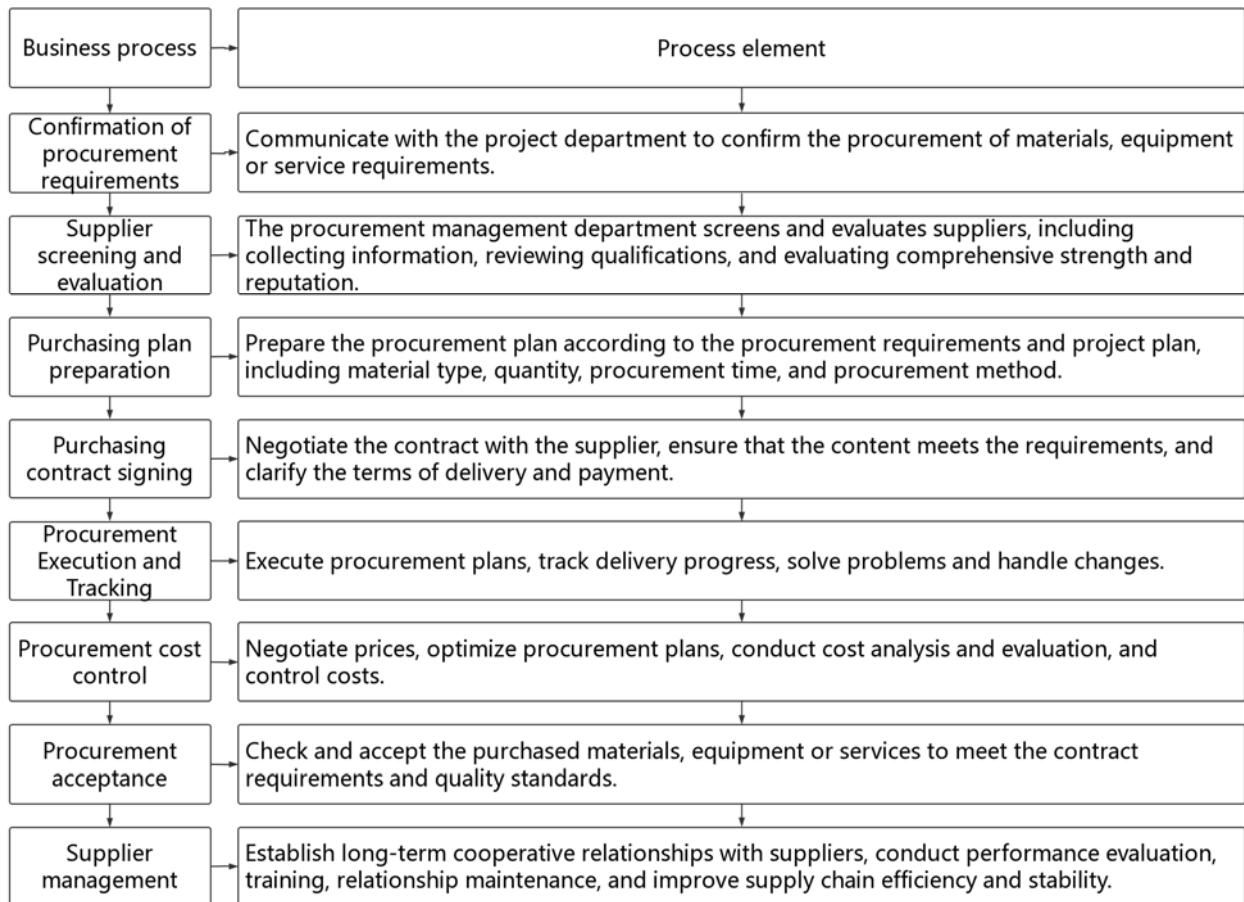 Business process
Process element
Confirmation of
procurement
requirements
Communicate with the project department to confirm the procurement of materials, equipment
or service requirements.
Supplier
screening and
evaluation
The procurement management department screens and evaluates suppliers, including
collecting information, reviewing qualifications, and evaluating comprehensive strength and
reputation.
Purchasing plan
preparation
Prepare the procurement plan according to the procurement requirements and project plan,
including material type, quantity, procurement time, and procurement method.
Purchasing
contract signing
Negotiate the contract with the supplier, ensure that the content meets the requirements, and
clarify the terms of delivery and payment.
Procurement
Execution and
Tracking
Execute procurement plans, track delivery progress, solve problems and handle changes.
Procurement cost
control
Negotiate prices, optimize procurement plans, conduct cost analysis and evaluation, and
control costs.
Procurement
acceptance
Check and accept the purchased materials, equipment or services to meet the contract
requirements and quality standards.
Supplier
management
Establish long-term cooperative relationships with suppliers, conduct performance evaluation,
training, relationship maintenance, and improve supply chain efficiency and stability.